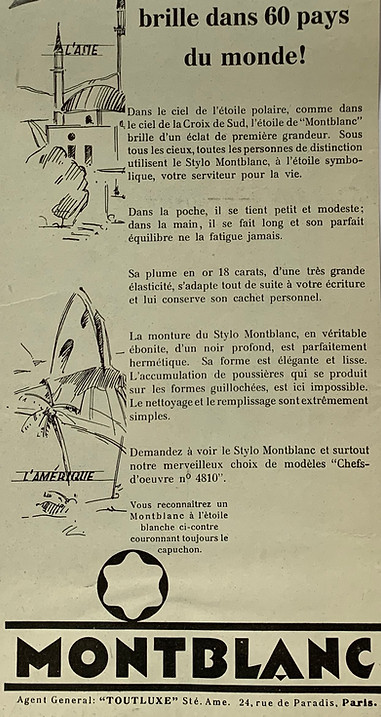 brille dans 60 pays
du monde!
L'ASIE
Dans le ciel de l'étoile polaire, comme dans
le ciel de la Croix de Sud, l'étoile de "Montblanc"
brille d'un éclat de première grandeur. Sous
tous les cieux, toutes les personnes de distinction
utilisent le Stylo Montblanc, à l'étoile symbo-
lique, votre serviteur pour la vie.
Dans la poche, il se tient petit et modeste;
dans la main, il se fait long et son parfait
équilibre ne la fatigue jamais.
Sa plume en or 18 carats, d'une très grande
élasticité, s'adapte tout de suite à votre écriture
et lui conserve son cachet personnel.
La monture du Stylo Montblanc, en véritable
ébonite, d'un noir profond, est parfaitement
hermétique. Sa forme est élégante et lisse.
L'accumulation de poussières qui se produit
sur les formes guillochées, est ici impossible.
Le nettoyage et le remplissage sont extrêmement
simples.
Demandez à voir le Stylo Montblanc et surtout
notre merveilleux choix de modèles "Chefs-
d'oeuvre nº 4810".
L'AMÉRIQUE
Vous reconnaîtrez un
Montblanc à l'ètoile
blanche ci-contre
couronnant toujours le
capuchon.
MONTBLANC
Agent General: "TOUTLUXE" Sté. Ame. 24, rue de Paradis, Paris.